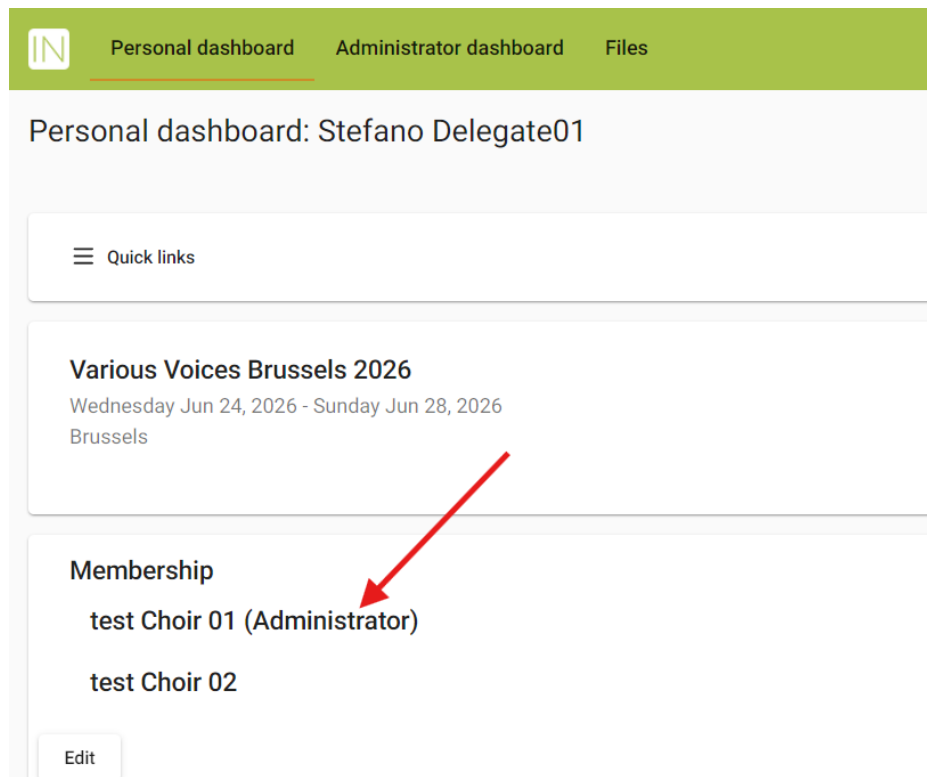 IN
Personal dashboard Administrator dashboard Files
Personal dashboard: Stefano Delegate01
Quick links
Various Voices Brussels 2026
Wednesday Jun 24, 2026 - Sunday Jun 28, 2026
Brussels
Membership
test Choir 01 (Administrator)
test Choir 02
Edit